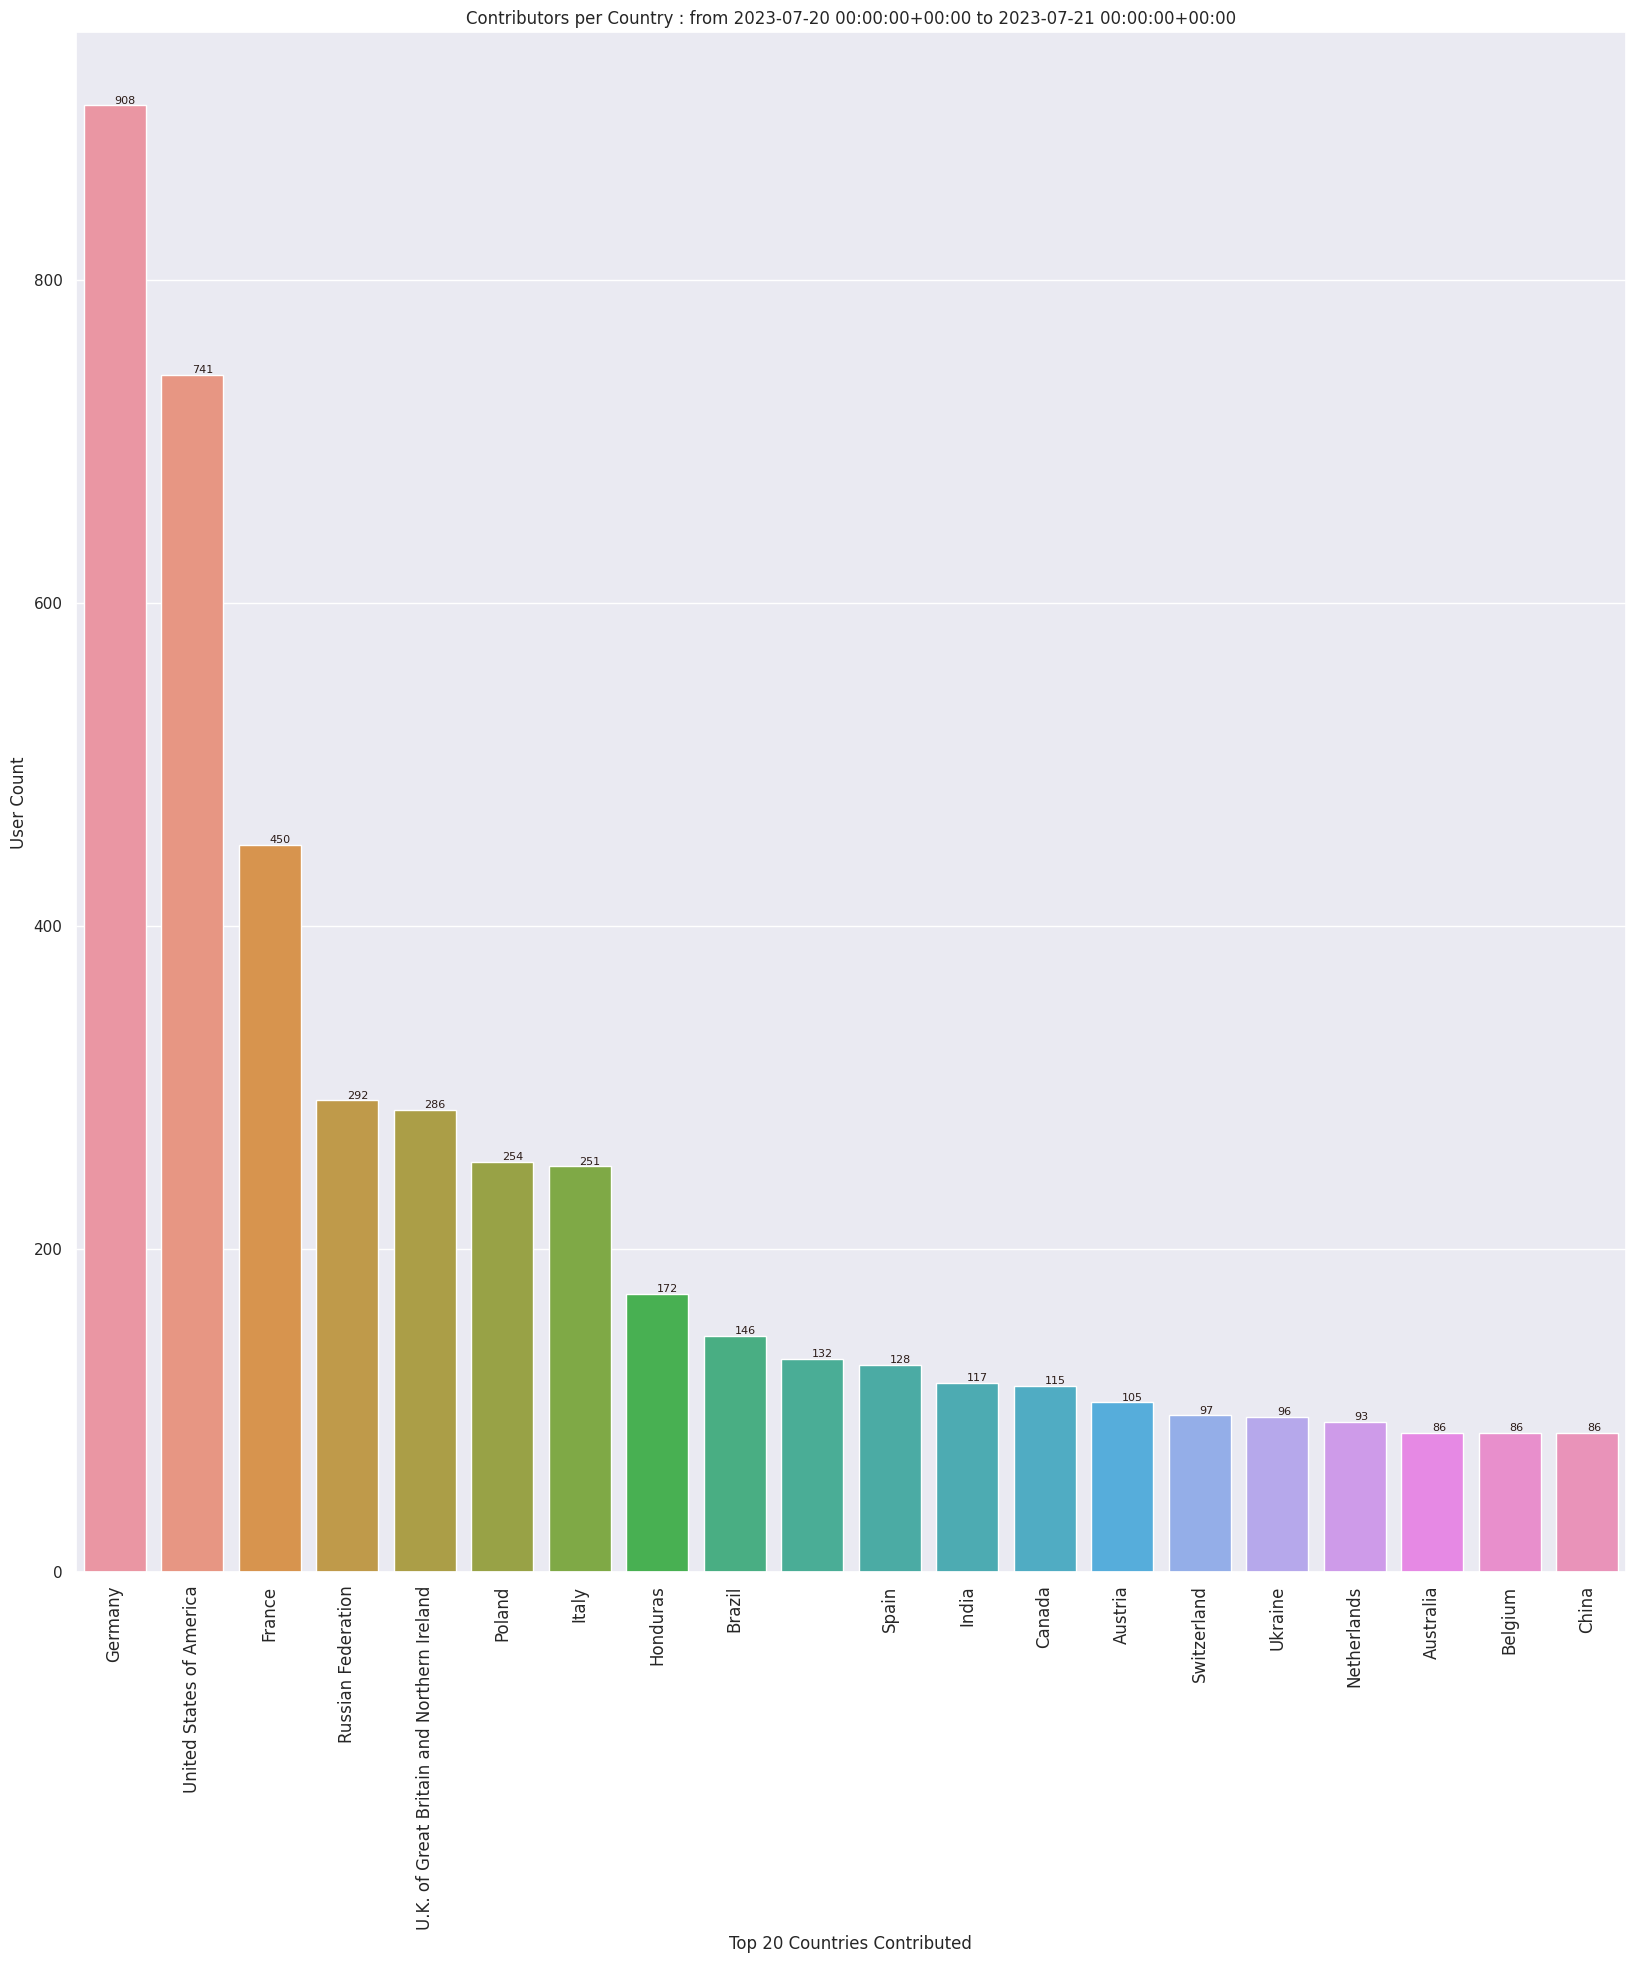 Contributors per Country : from 2023-07-20 00:00:00+00:00 to 2023-07-21 00:00:00+00:00
User Count
800
600
400
200
0
908
741
450
292
286
254
251
172
146
132
128
117
115
105
97
96
93
86
86
86
Germany
United States of America
France
Russian Federation
U.K. of Great Britain and Northern Ireland
Poland
Italy
Honduras
Brazil
Spain
India
Canada
Austria
Switzerland
Ukraine
Netherlands
Australia
Belgium
China
Top 20 Countries Contributed